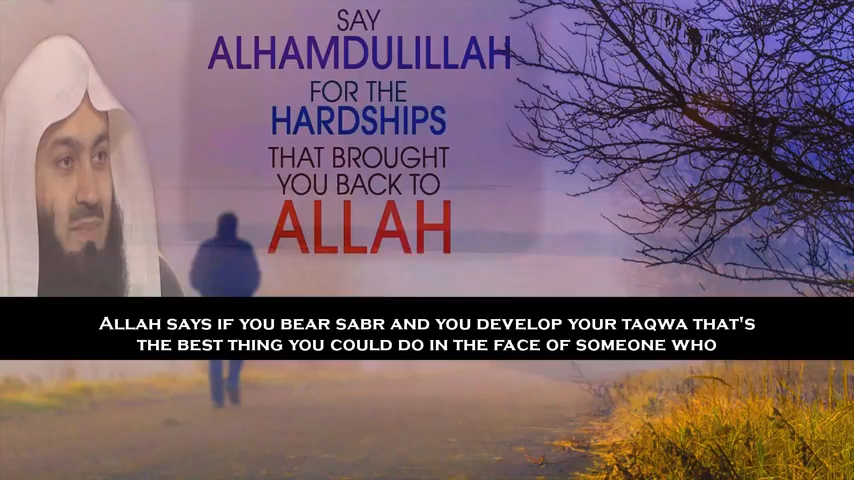 SAY
ALHAMDULILLAH
FOR THE
HARDSHIPS
THAT BROUGHT
YOU BACK TO
ALLAH
ALLAH SAYS IF YOU BEAR SABR AND YOU DEVELOP YOUR TAQWA THAT'S
THE BEST THING YOU COULD DO IN THE FACE OF SOMEONE WHO